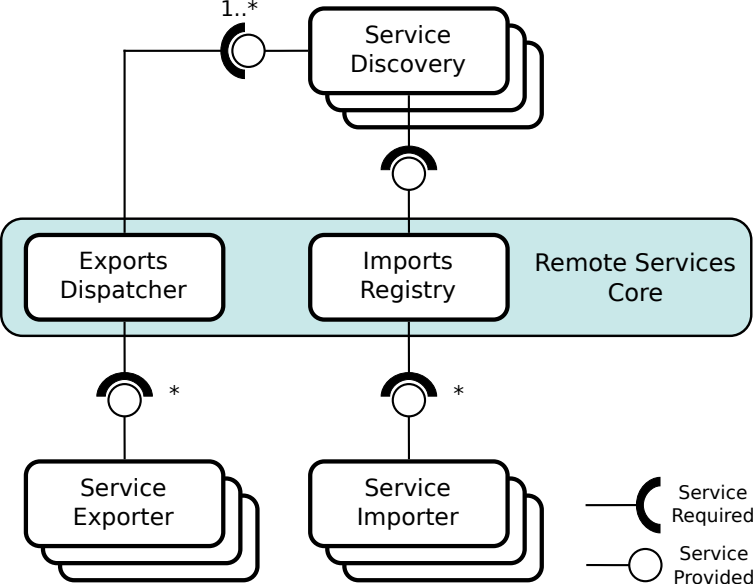 1..*
Service
Discovery
Exports
Dispatcher
Imports
Registry
Remote Services
Core
*
*
Service
Exporter
Service
Importer
Service
Required
Service
Provided